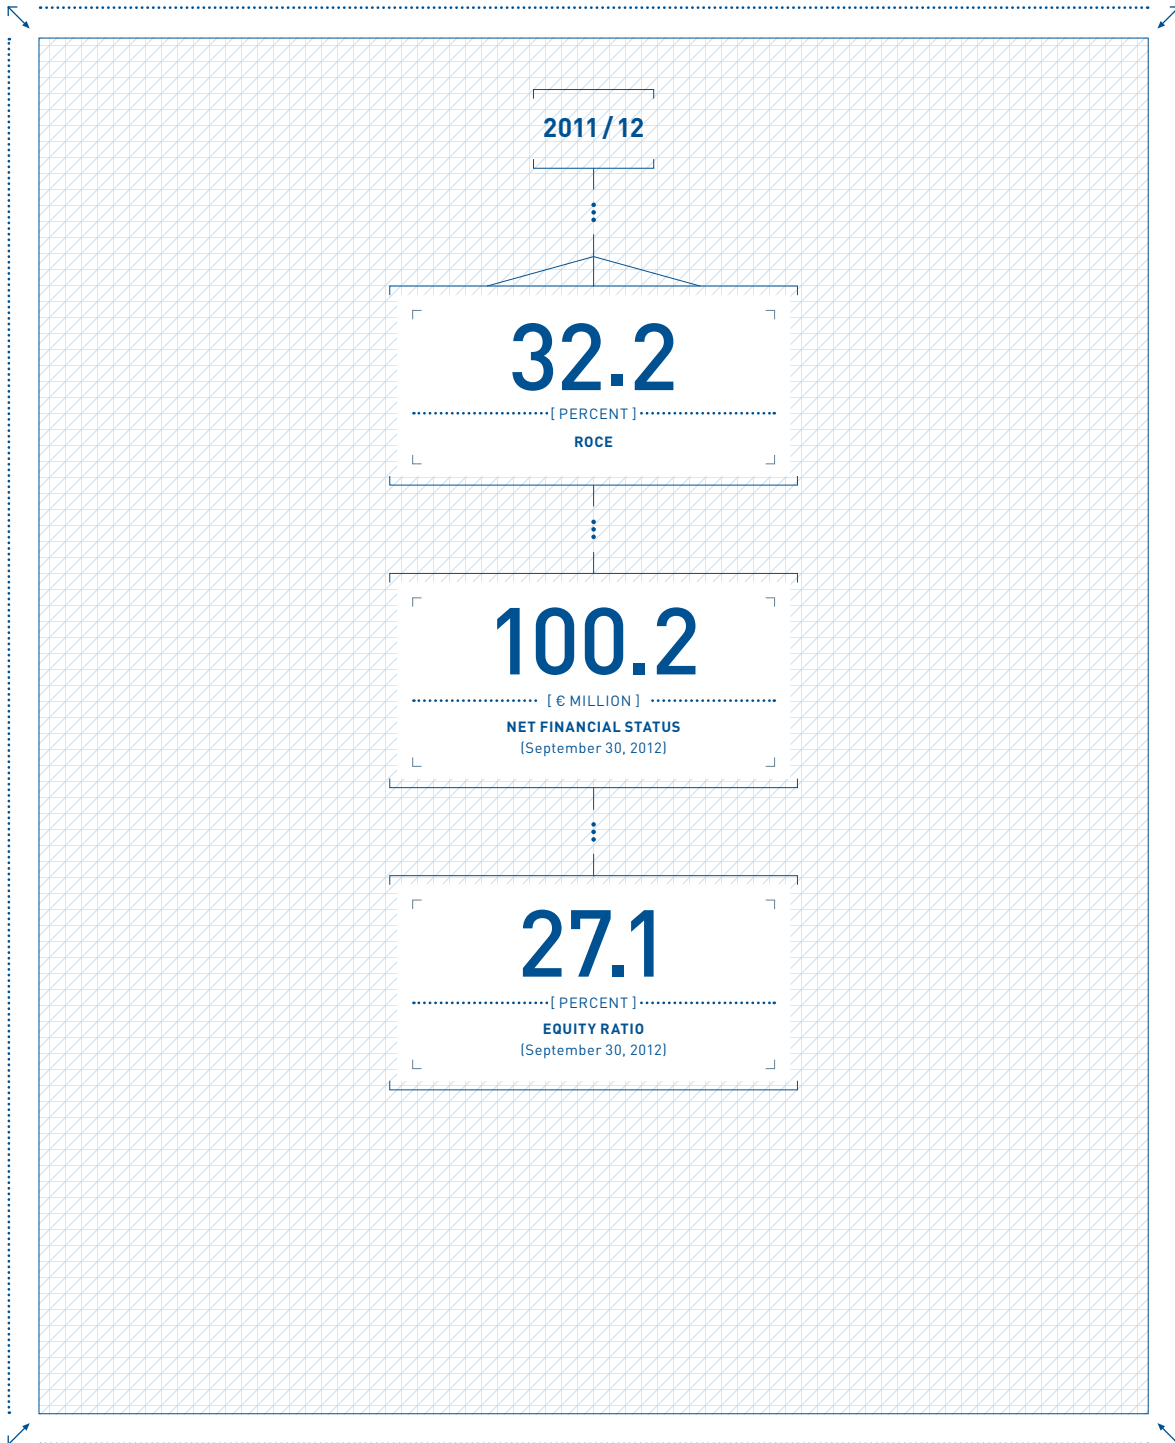 2011 / 12
32.2
[ PERCENT ]
ROCE
100.2
[ € MILLION ]
NET FINANCIAL STATUS
(September 30, 2012)
27.1
[ PERCENT ]
EQUITY RATIO
(September 30, 2012)